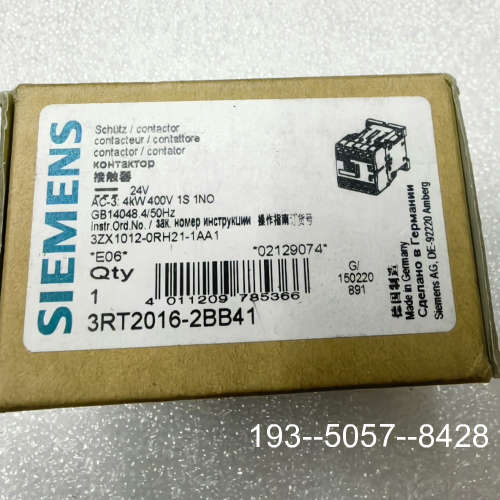 SIEMENS
Schütz / contactor
contacteur / contattore
contactor / contator
контактор
接触器
24V
AC-3: 4kW 400V 1S 1NO
GB14048.4/50Hz
Instr.Ord.No./ зак. номер инструкции 操作指南订货号
3ZX1012-0RH21-1AA1
*E06*
*02129074*
Qty
1
4 011209 785366
G/
150220
891
3RT2016-2BB41
德国制造
Made in Germany
Сделано в Германии
Siemens AG, DE-92220 Amberg
193--5057--8428